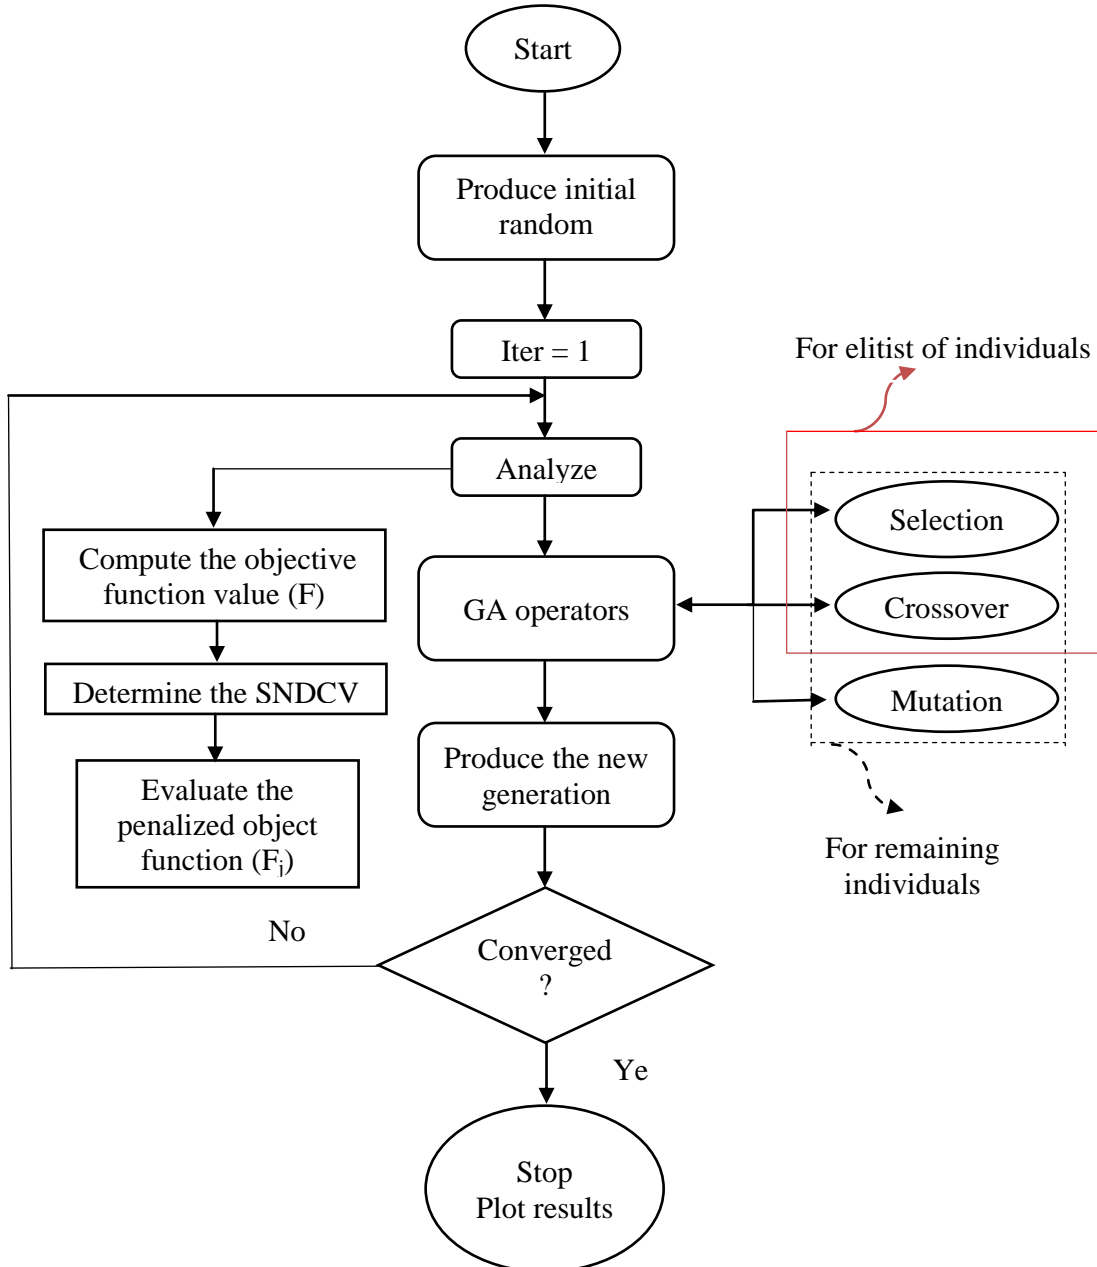 Start
Produce initial
random
Iter = 1
For elitist of individuals
Analyze
Selection
Compute the objective
function value (F)
GA operators
Crossover
Determine the SNDCV
Mutation
Produce the new
generation
Evaluate the
penalized object
function (Fj)
For remaining
individuals
No
Converged
?
Ye
Stop
Plot results